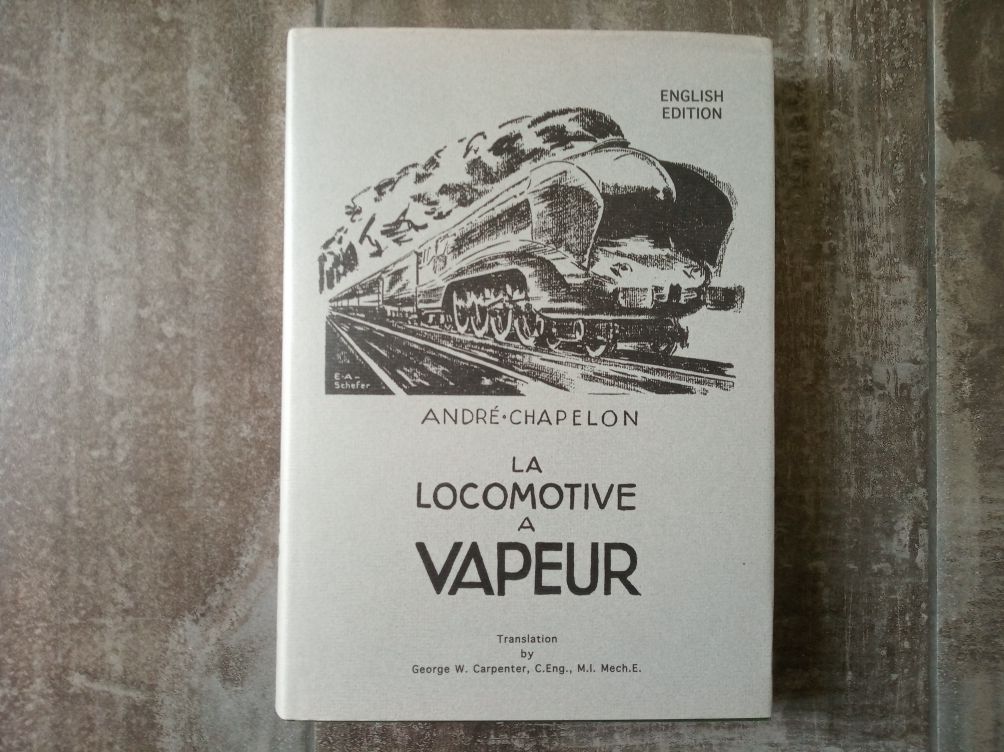 ENGLISH
EDITION
E-A-
Schefer
ANDRÉ·CHAPELON
LA
LOCOMOTIVE
A
VAPEUR
Translation
by
George W. Carpenter, C.Eng., M.I. Mech.E.